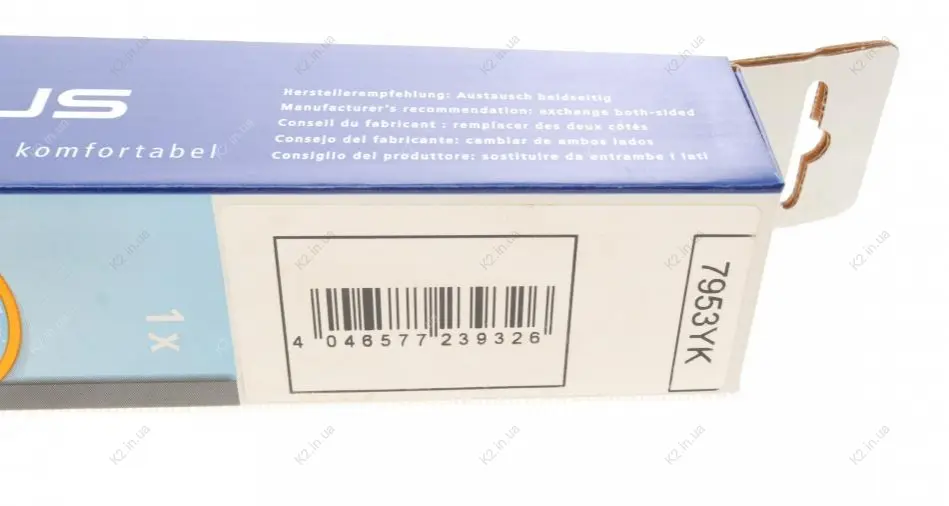 US
komfortabel
Herstellerempfehlung: Austausch beidseitig
Manufacturer's recommendation: exchange both-sided
Conseil du fabricant : remplacer des deux côtés
Consejo del fabricante: cambiar de ambos lados
Consiglio del produttore: sostituire da entrambe i lati
1x
4 046577 239326
7953YK
K2.in.ua